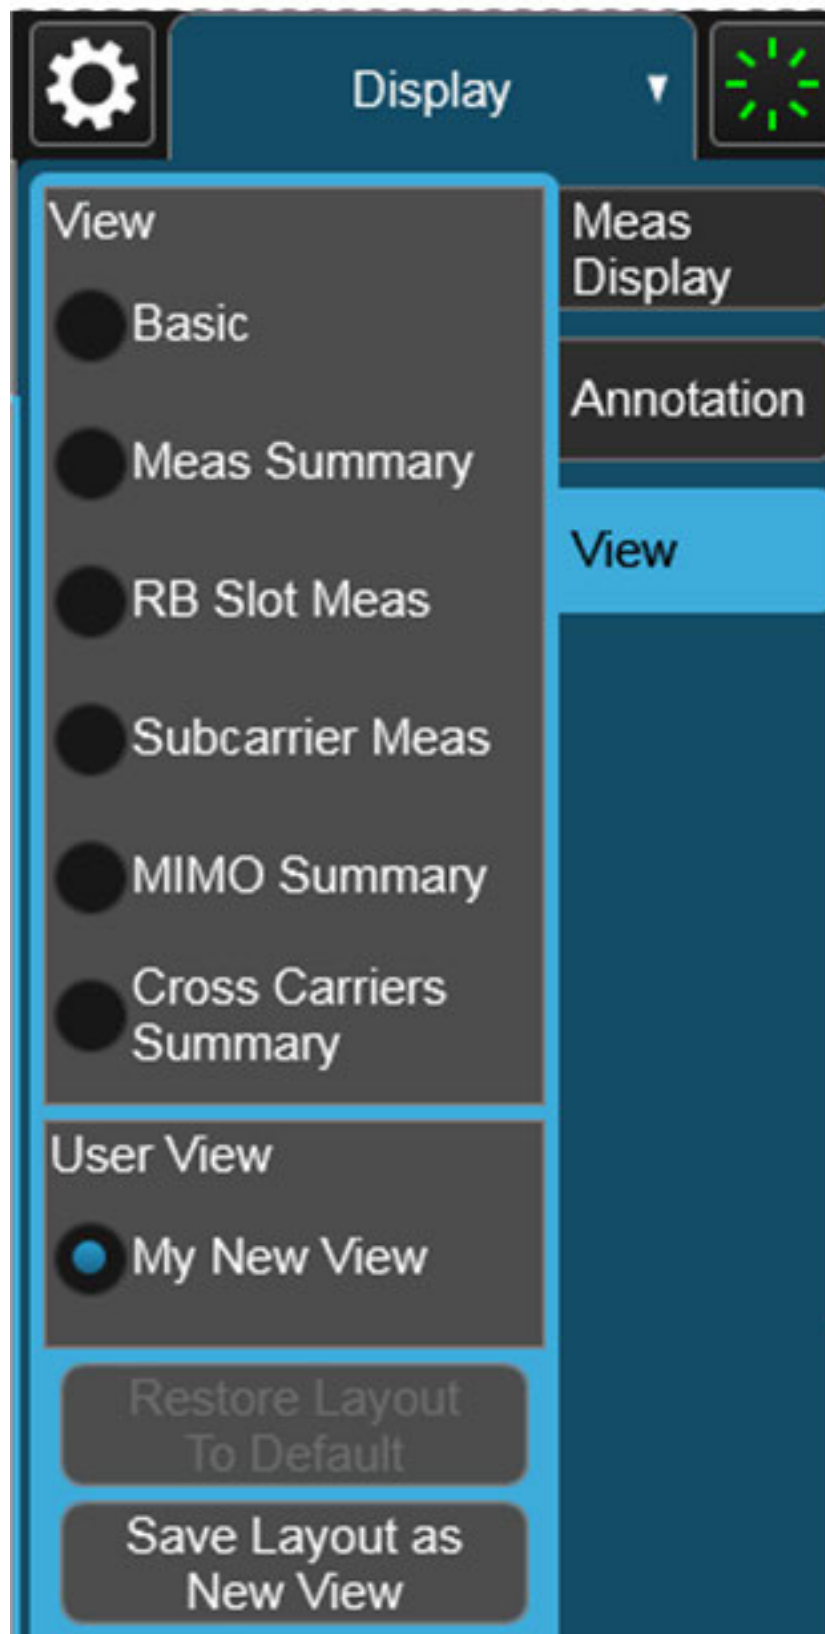 Display
View
Basic
Meas Summary
RB Slot Meas
Subcarrier Meas
MIMO Summary
Cross Carriers
Summary
User View
My New View
Restore Layout
To Default
Save Layout as
New View
Meas
Display
Annotation
View